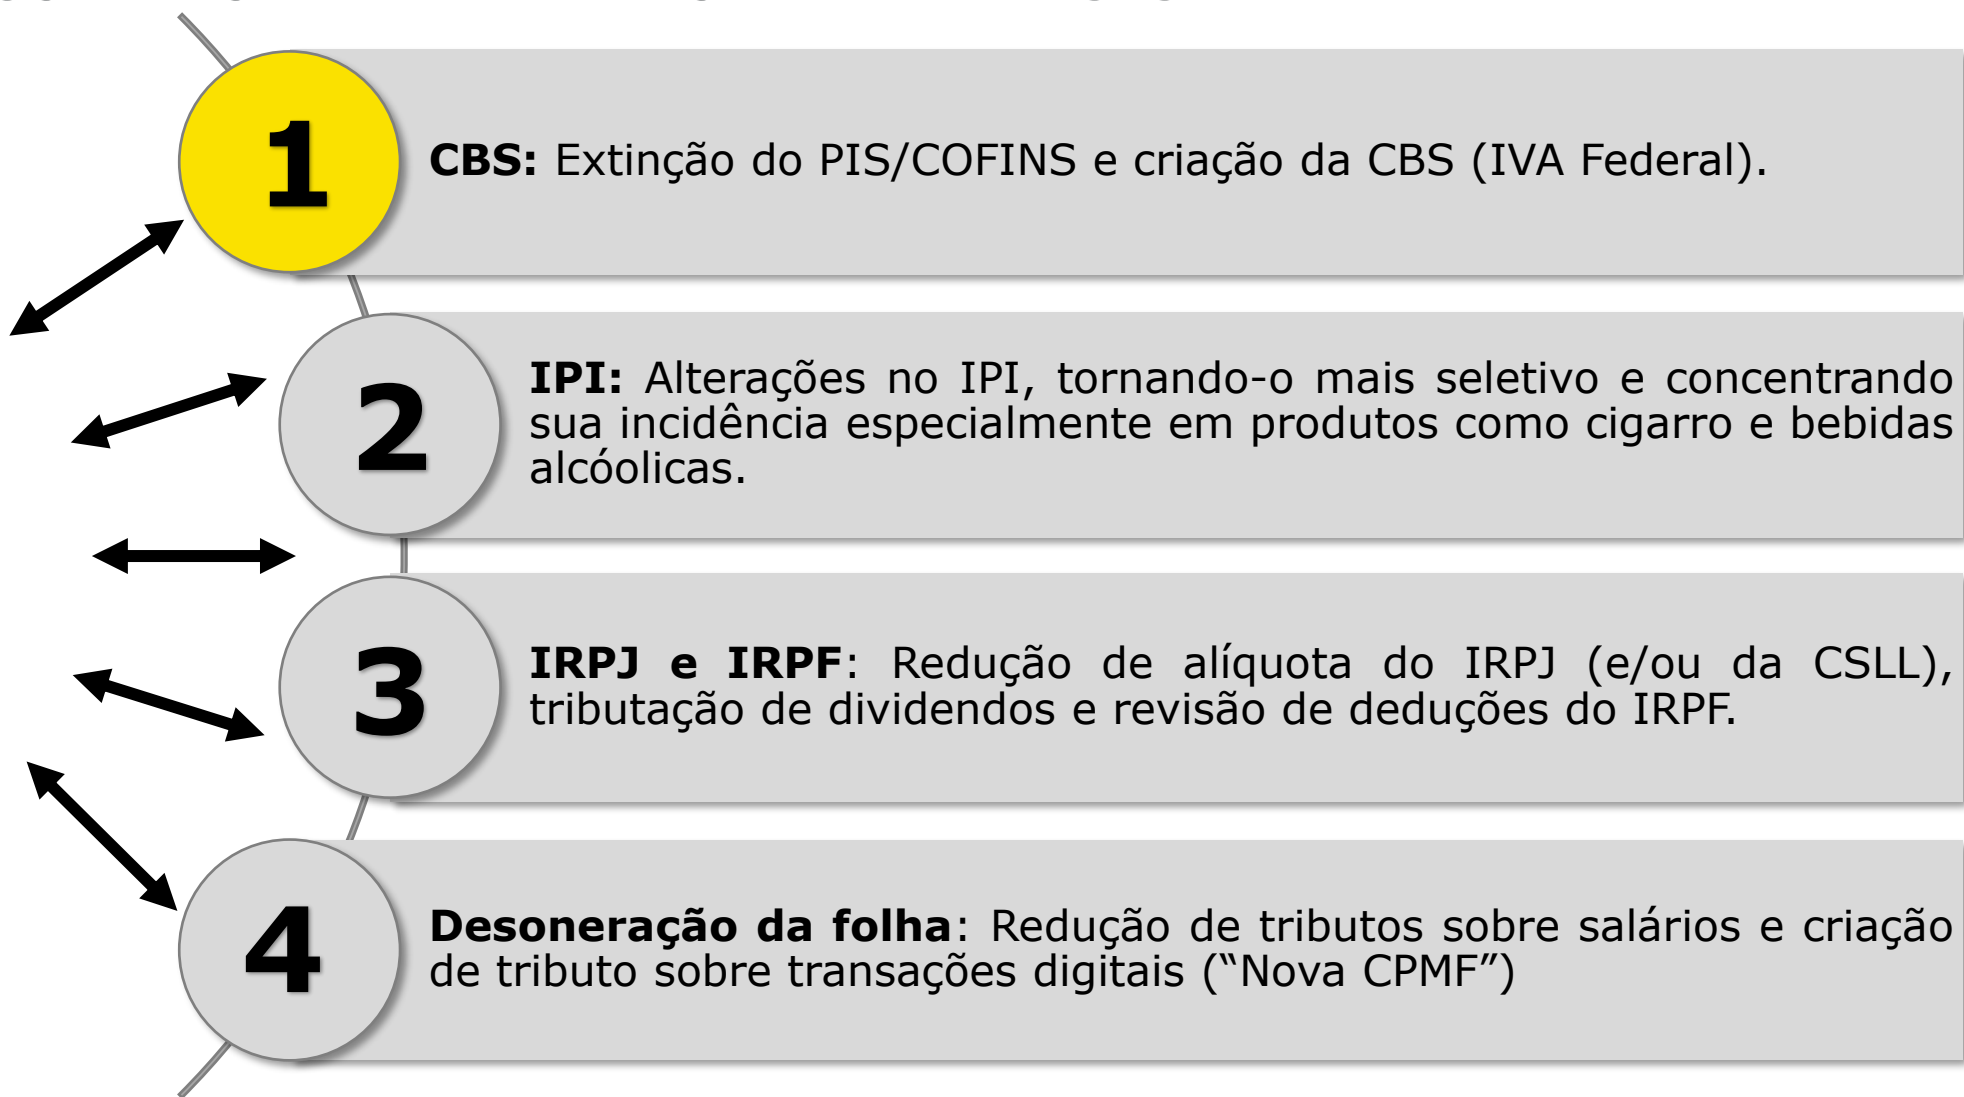 1
CBS: Extinção do PIS/COFINS e criação da CBS (IVA Federal).
2
IPI: Alterações no IPI, tornando-o mais seletivo e concentrando
sua incidência especialmente em produtos como cigarro e bebidas
alcóolicas.
3
IRPJ e IRPF: Redução de alíquota do IRPJ (e/ou da CSLL),
tributação de dividendos e revisão de deduções do IRPF.
4
Desoneração da folha: Redução de tributos sobre salários e criação
de tributo sobre transações digitais (“Nova CPMF”)